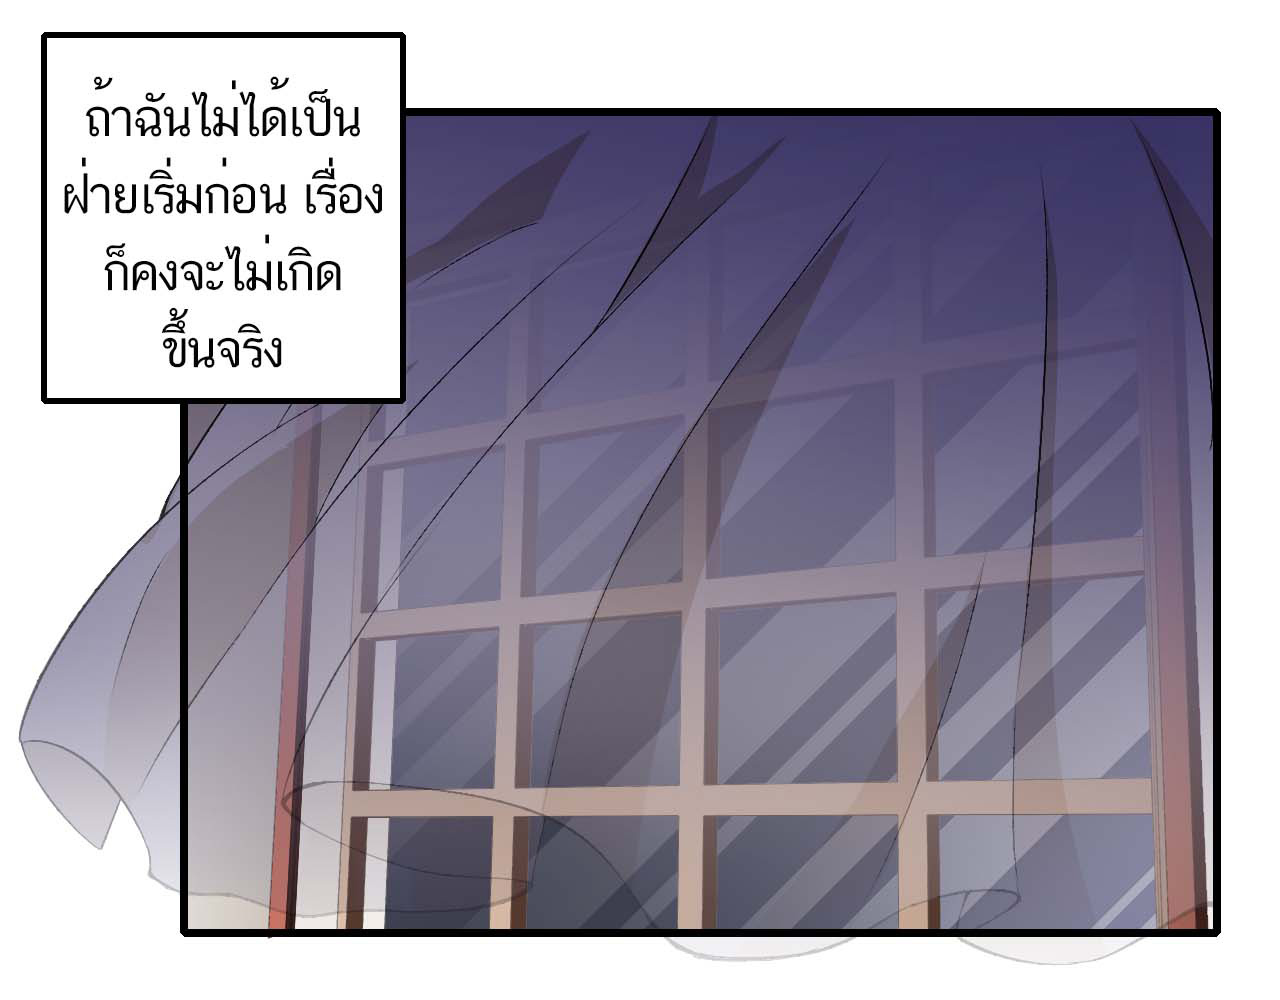 ถ้าฉันไม่ได้เป็น
ฝ่ายเริ่มก่อน เรื่อง
ก็คงจะไม่เกิด
ขึ้นจริง